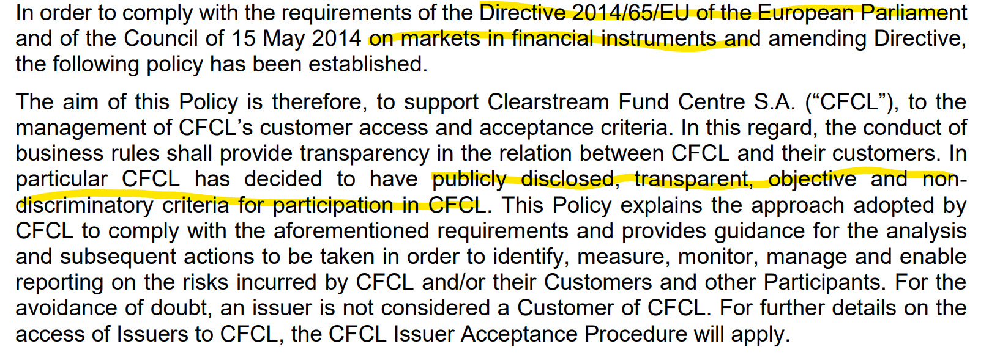 In order to comply with the requirements of the Directive 2014/65/EU of the European Parliament
and of the Council of 15 May 2014 on markets in financial instruments and amending Directive,
the following policy has been established.
The aim of this Policy is therefore, to support Clearstream Fund Centre S.A. (“CFCL”), to the
management of CFCL’s customer access and acceptance criteria. In this regard, the conduct of
business rules shall provide transparency in the relation between CFCL and their customers. In
particular CFCL has decided to have publicly disclosed, transparent, objective and non-
discriminatory criteria for participation in CFCL. This Policy explains the approach adopted by
CFCL to comply with the aforementioned requirements and provides guidance for the analysis
and subsequent actions to be taken in order to identify, measure, monitor, manage and enable
reporting on the risks incurred by CFCL and/or their Customers and other Participants. For the
avoidance of doubt, an issuer is not considered a Customer of CFCL. For further details on the
access of Issuers to CFCL, the CFCL Issuer Acceptance Procedure will apply.